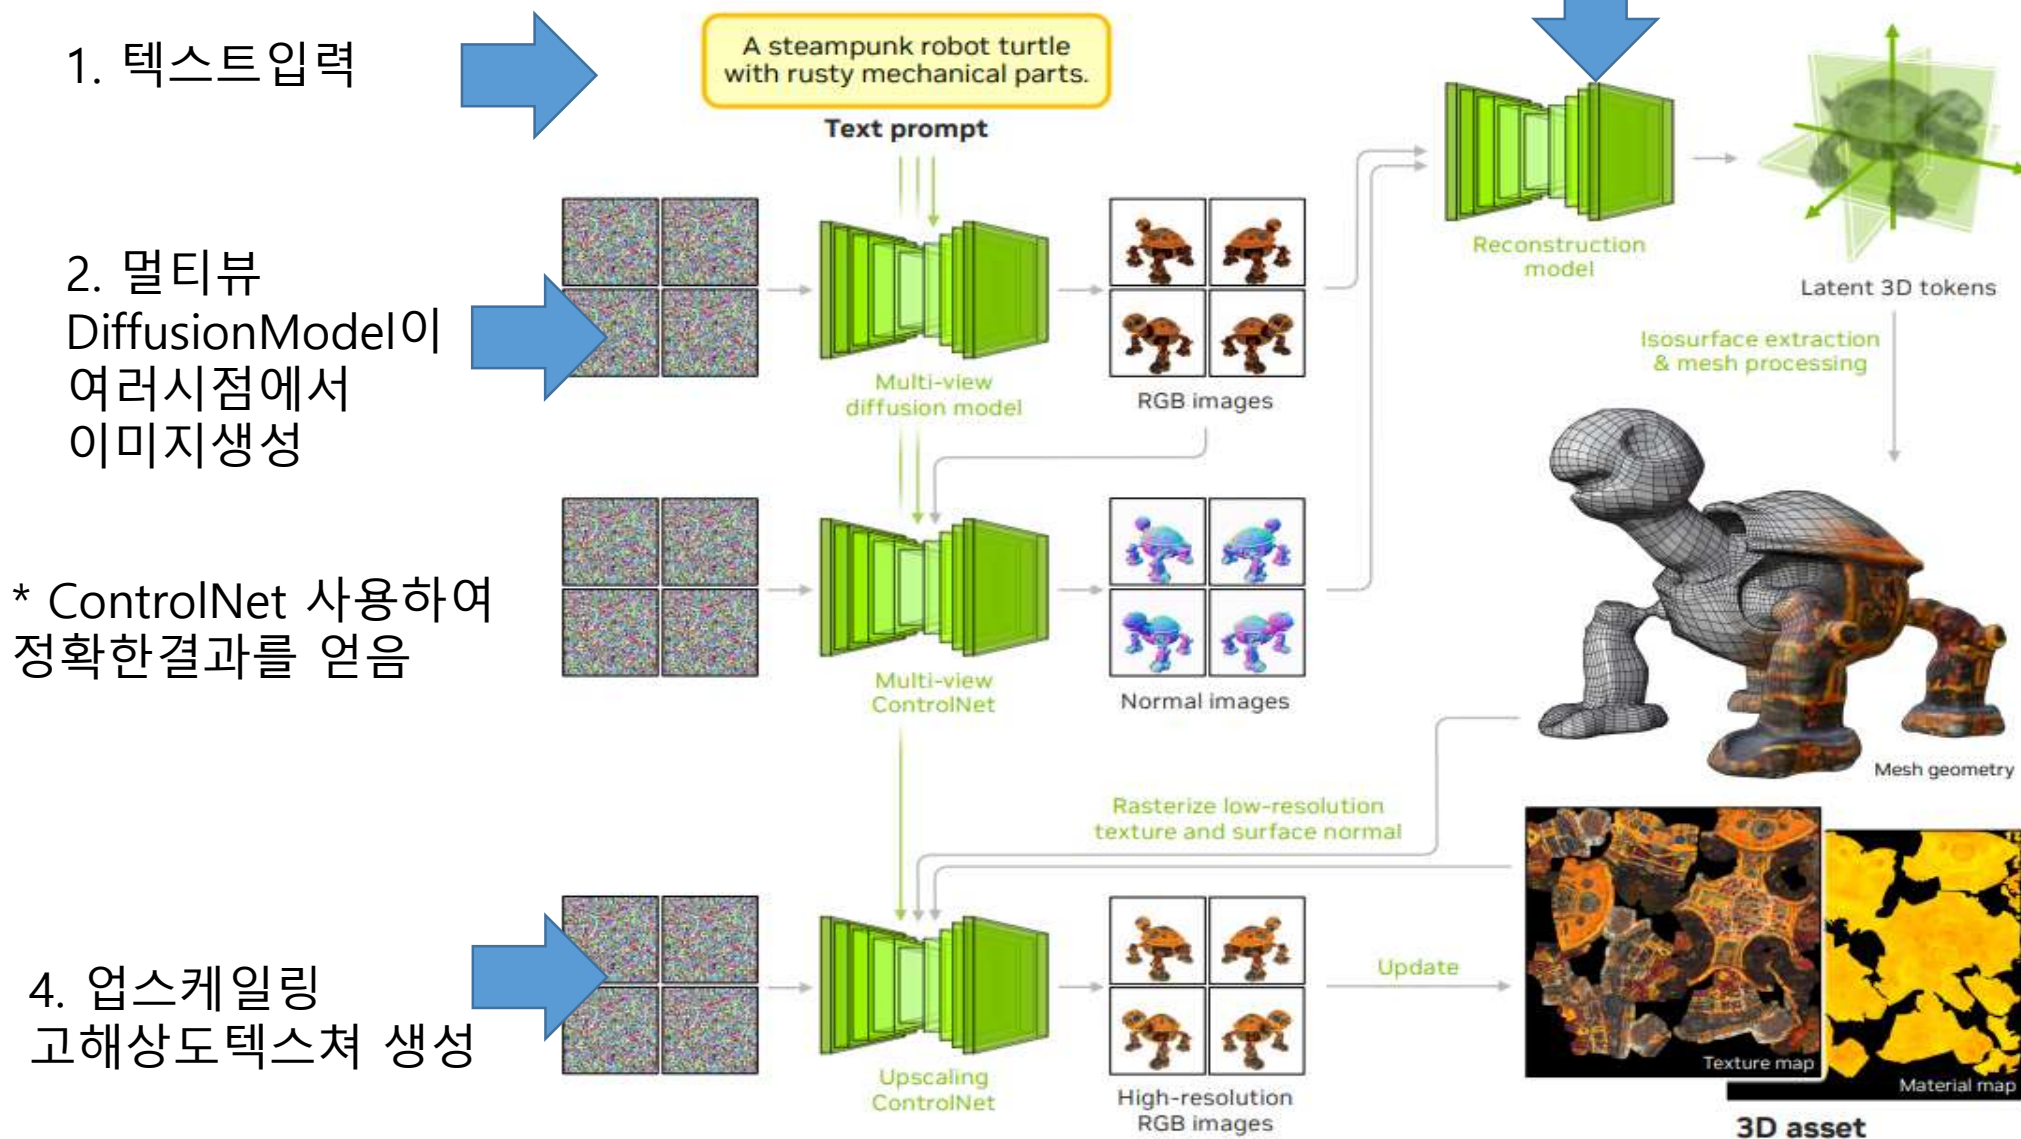 1. 텍스트입력
A steampunk robot turtle
with rusty mechanical parts.
Text prompt
2. 멀티뷰
DiffusionModel이
여러시점에서
이미지생성
Multi-view
diffusion model
RGB images
Reconstruction
model
Latent 3D tokens
Isosurface extraction
& mesh processing
* ControlNet 사용하여
정확한결과를 얻음
Multi-view
ControlNet
Normal images
Mesh geometry
Rasterize low-resolution
texture and surface normal
4. 업스케일링
고해상도텍스쳐 생성
Upscaling
ControlNet
High-resolution
RGB images
Update
Texture map
Material map
3D asset